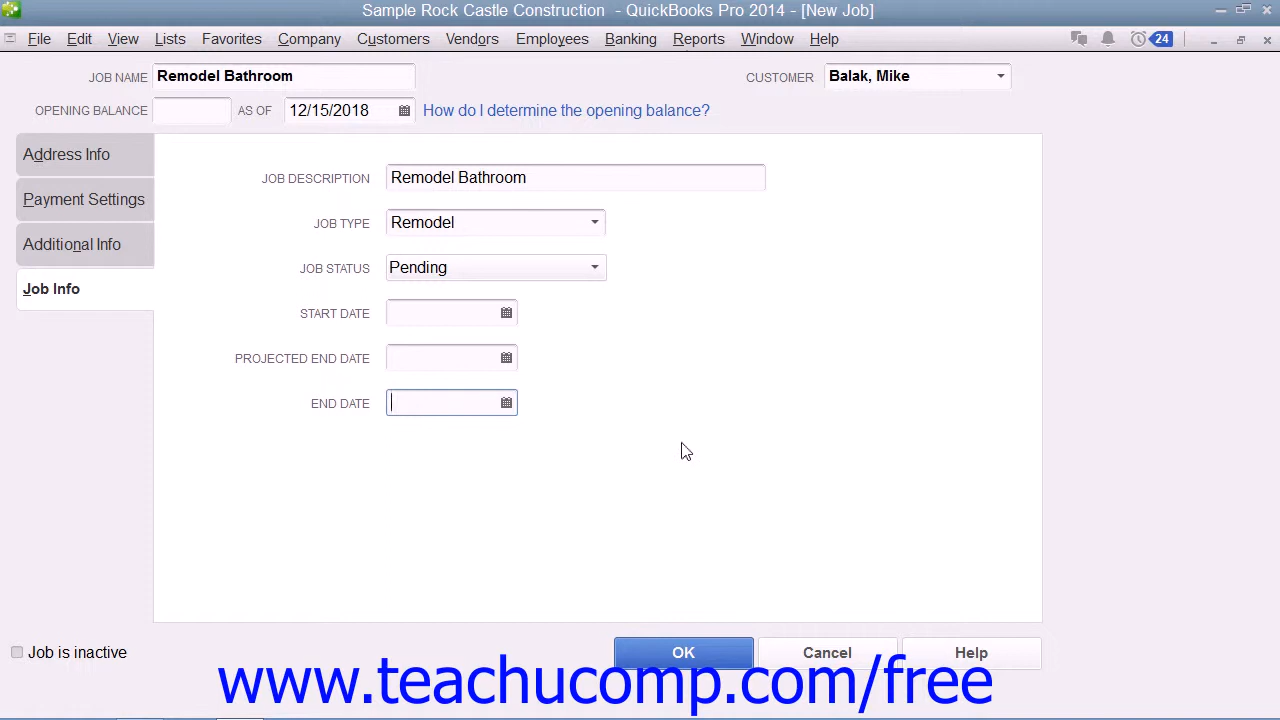 Sample Rock Castle Construction - QuickBooks Pro 2014 - [New Job]
File Edit View Lists Favorites Company Customers Vendors Employees Banking Reports Window Help 24
JOB NAME Remodel Bathroom CUSTOMER Balak, Mike
OPENING BALANCE AS OF 12/15/2018 How do I determine the opening balance?
Address Info
Payment Settings
Additional Info
Job Info
JOB DESCRIPTION Remodel Bathroom
JOB TYPE Remodel
JOB STATUS Pending
START DATE
PROJECTED END DATE
END DATE
Job is inactive OK Cancel Help
www.teachucomp.com/free